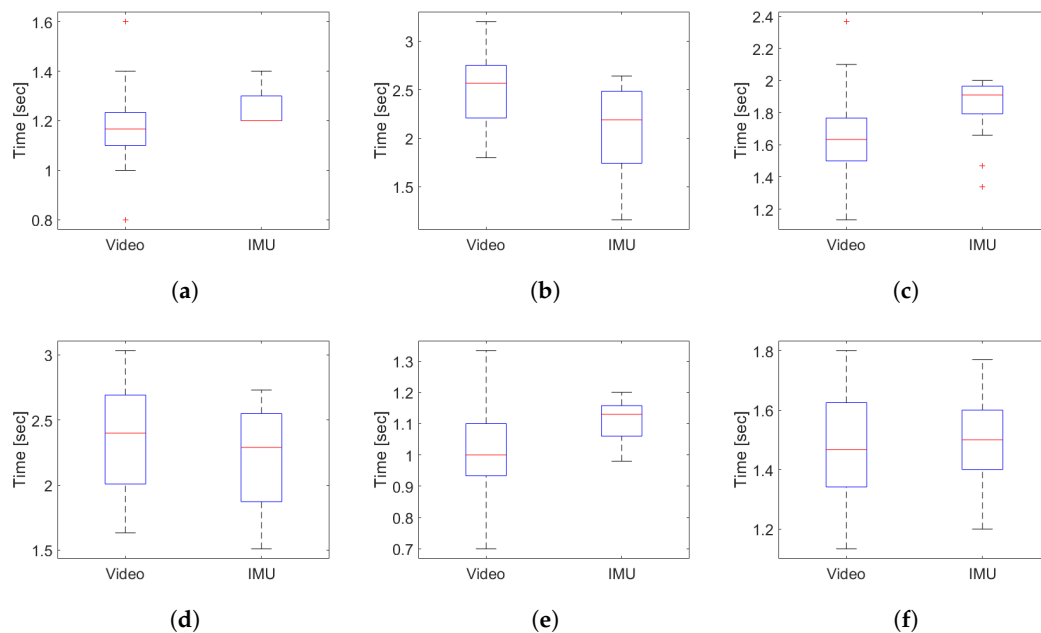 1.6
1.4
1.2
1
0.8
Time [sec]
Video IMU
(a)
3
2.5
2
1.5
Time [sec]
Video IMU
(b)
2.4
2.2
2
1.8
1.6
1.4
1.2
Time [sec]
Video IMU
(c)
3
2.5
2
1.5
Time [sec]
Video IMU
(d)
1.3
1.2
1.1
1
0.9
0.8
0.7
Time [sec]
Video IMU
(e)
1.8
1.6
1.4
1.2
Time [sec]
Video IMU
(f)